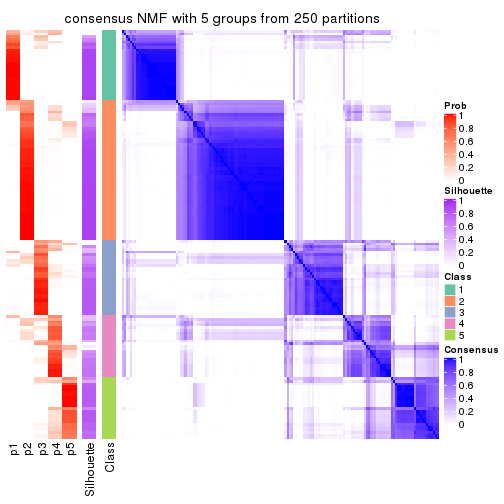 consensus NMF with 5 groups from 250 partitions
Prob
1
0.8
0.6
0.4
0.2
0
Silhouette
1
0.8
0.6
0.4
0.2
0
Class
1
2
3
4
5
Consensus
1
0.8
0.6
0.4
0.2
0
p1
p2
p3
p4
p5
Silhouette
Class